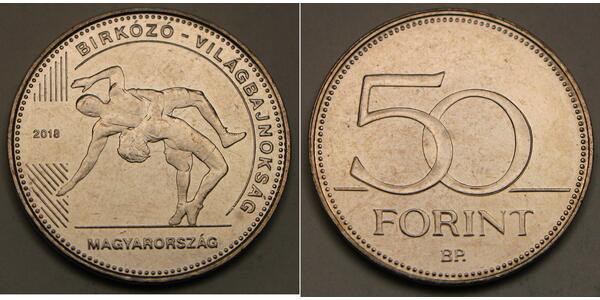 BIRKÓZÓ - VILÁGBAJNOKSÁG
2018
MAGYARORSZÁG
50
FORINT
BP.